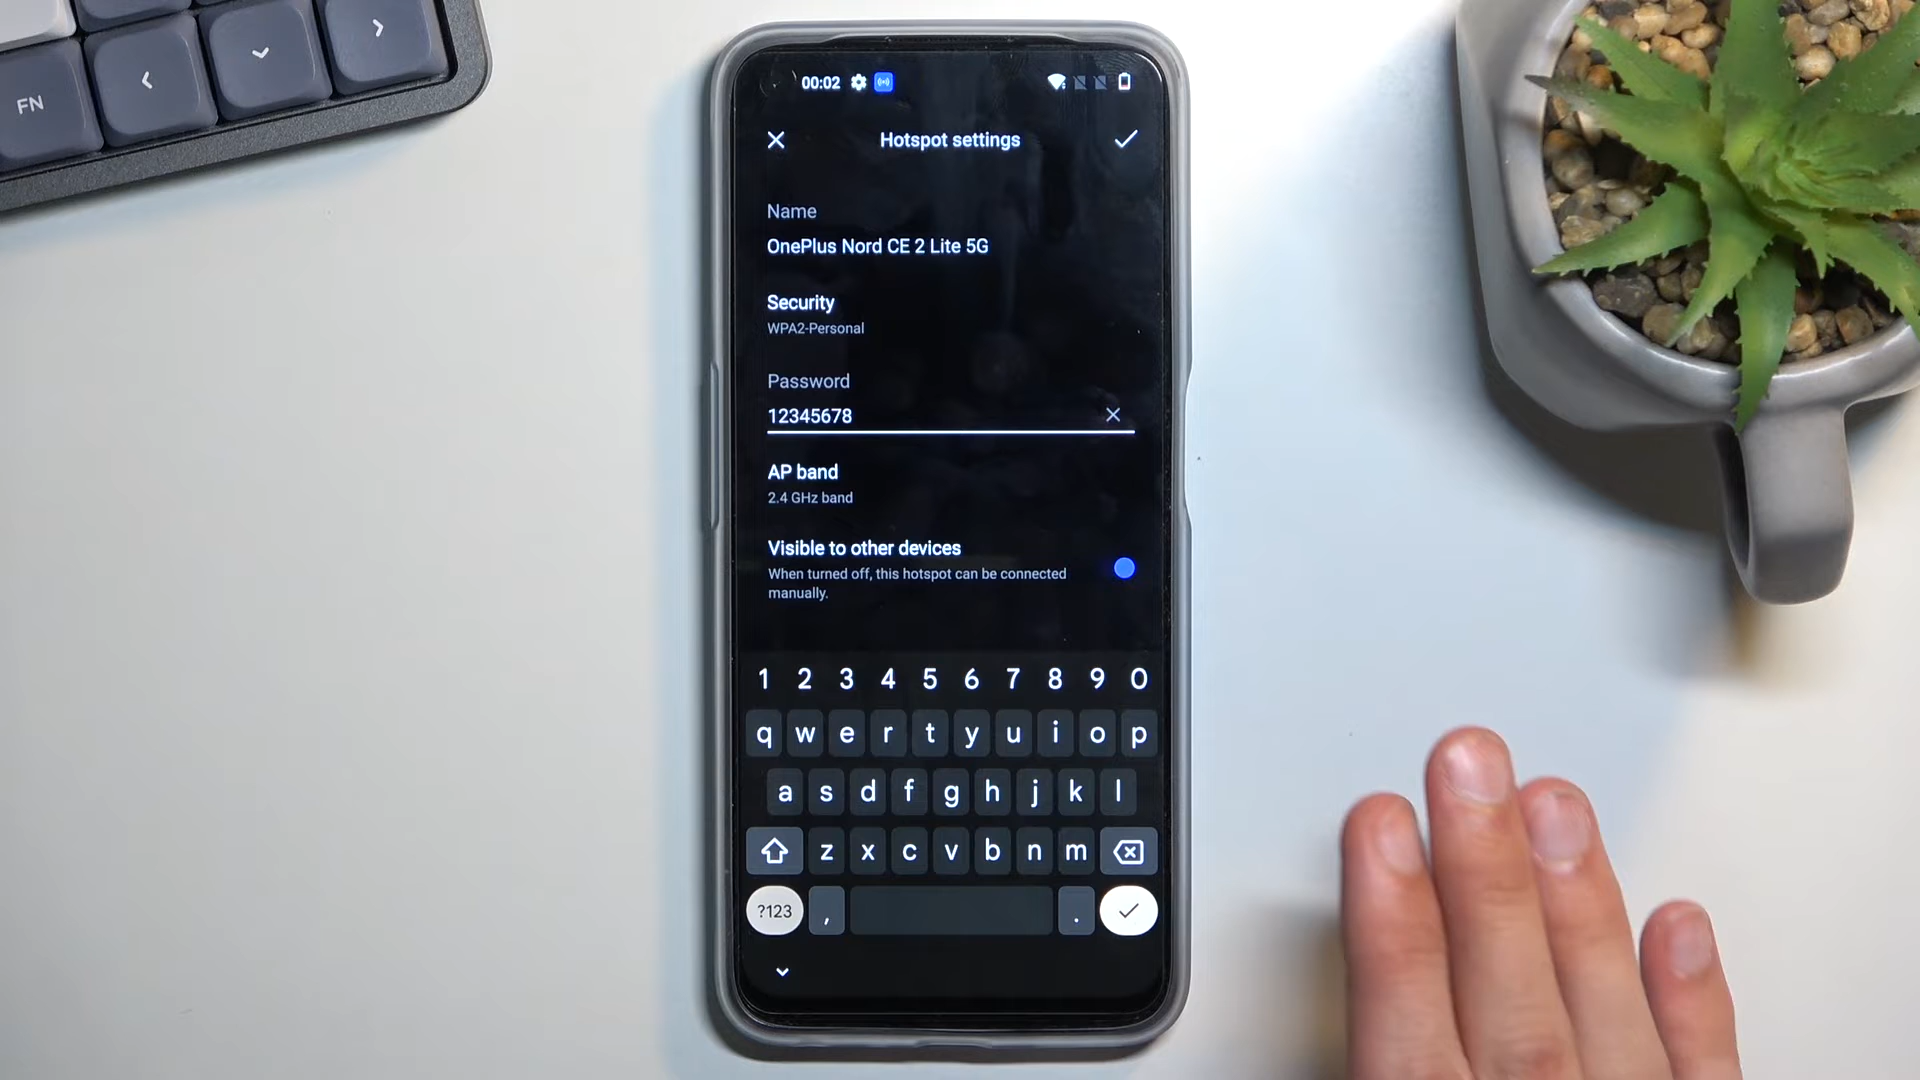 FN
00:02
Hotspot settings
Name
OnePlus Nord CE 2 Lite 5G
Security
WPA2-Personal
Password
12345678
AP band
2.4 GHz band
Visible to other devices
When turned off, this hotspot can be connected
manually.
1 2 3 4 5 6 7 8 9 0
q w e r t y u i o p
a s d f g h j k l
z x c v b n m
?123 , .